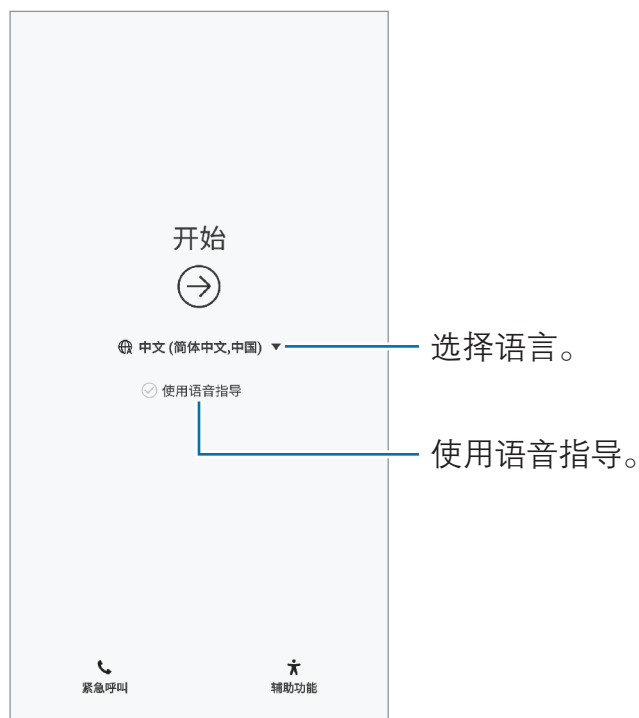 开始
中文 (简体中文,中国)
选择语言。
使用语音指导
使用语音指导。
紧急呼叫
辅助功能